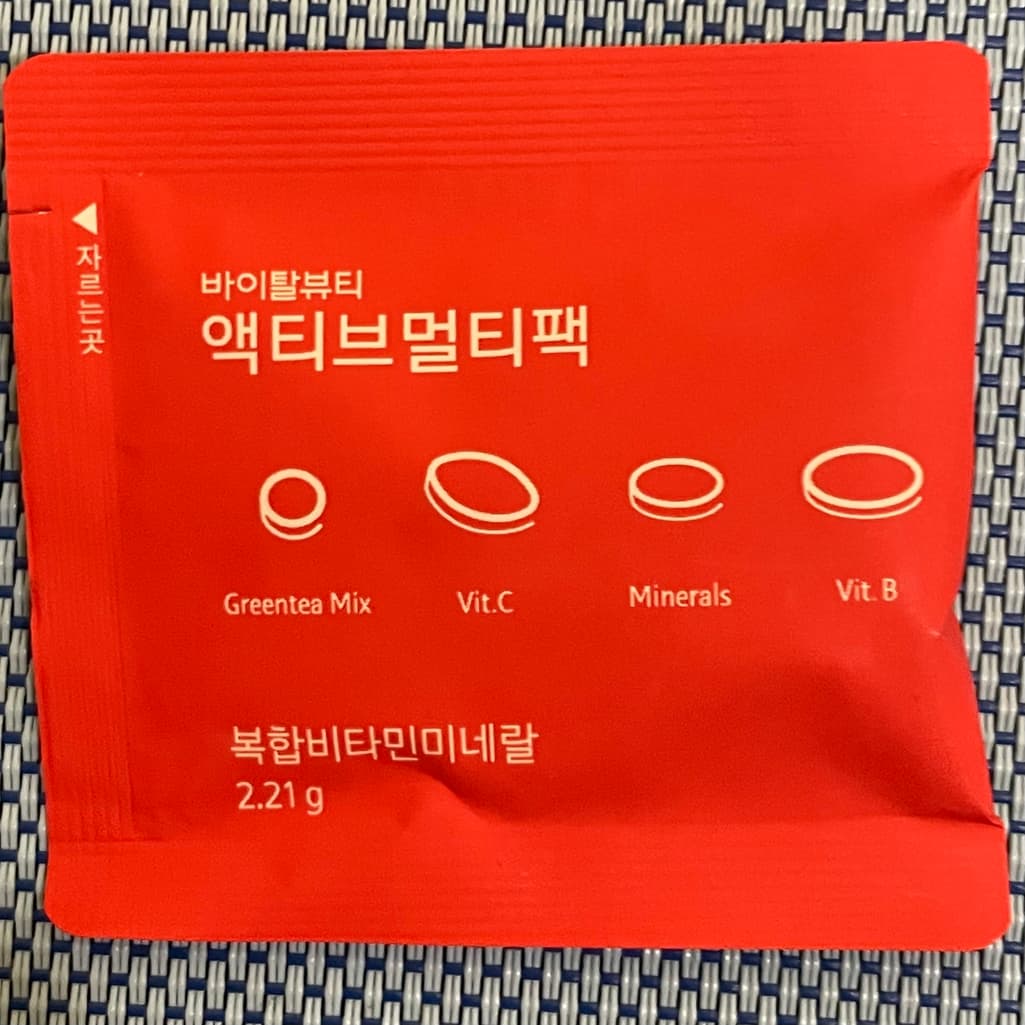 ◀ 자르는곳
바이탈뷰티
액티브멀티팩
Greentea Mix
Vit.C
Minerals
Vit. B
복합비타민미네랄
2.21 g